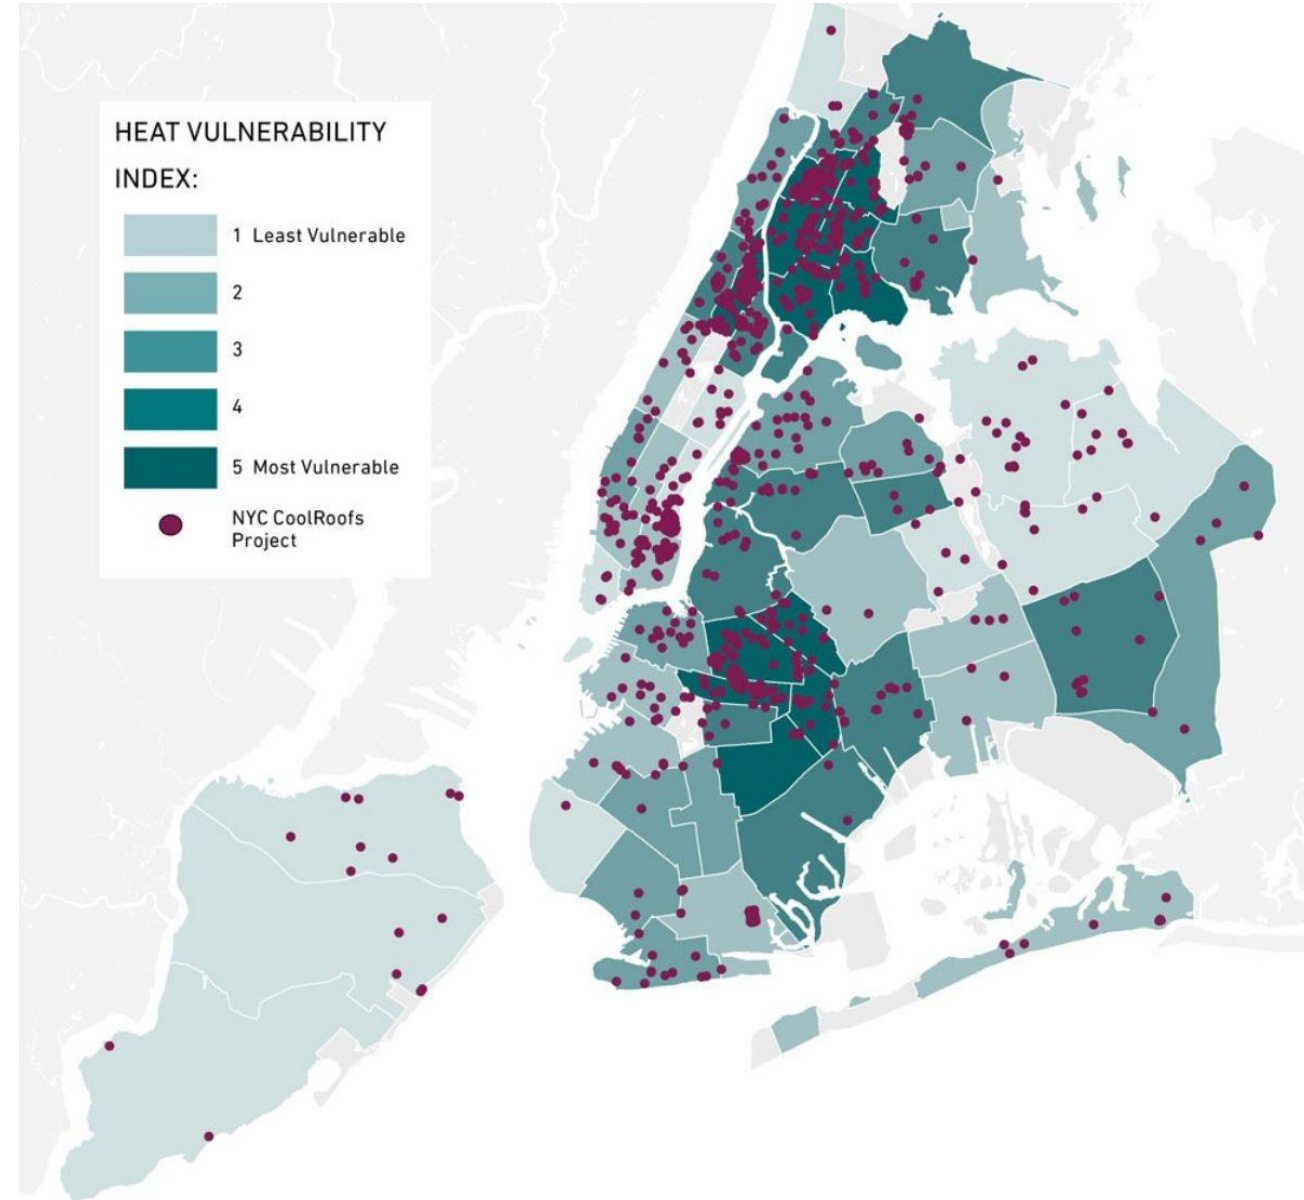 HEAT VULNERABILITY
INDEX:
1 Least Vulnerable
2
3
4
5 Most Vulnerable
NYC CoolRoofs
Project